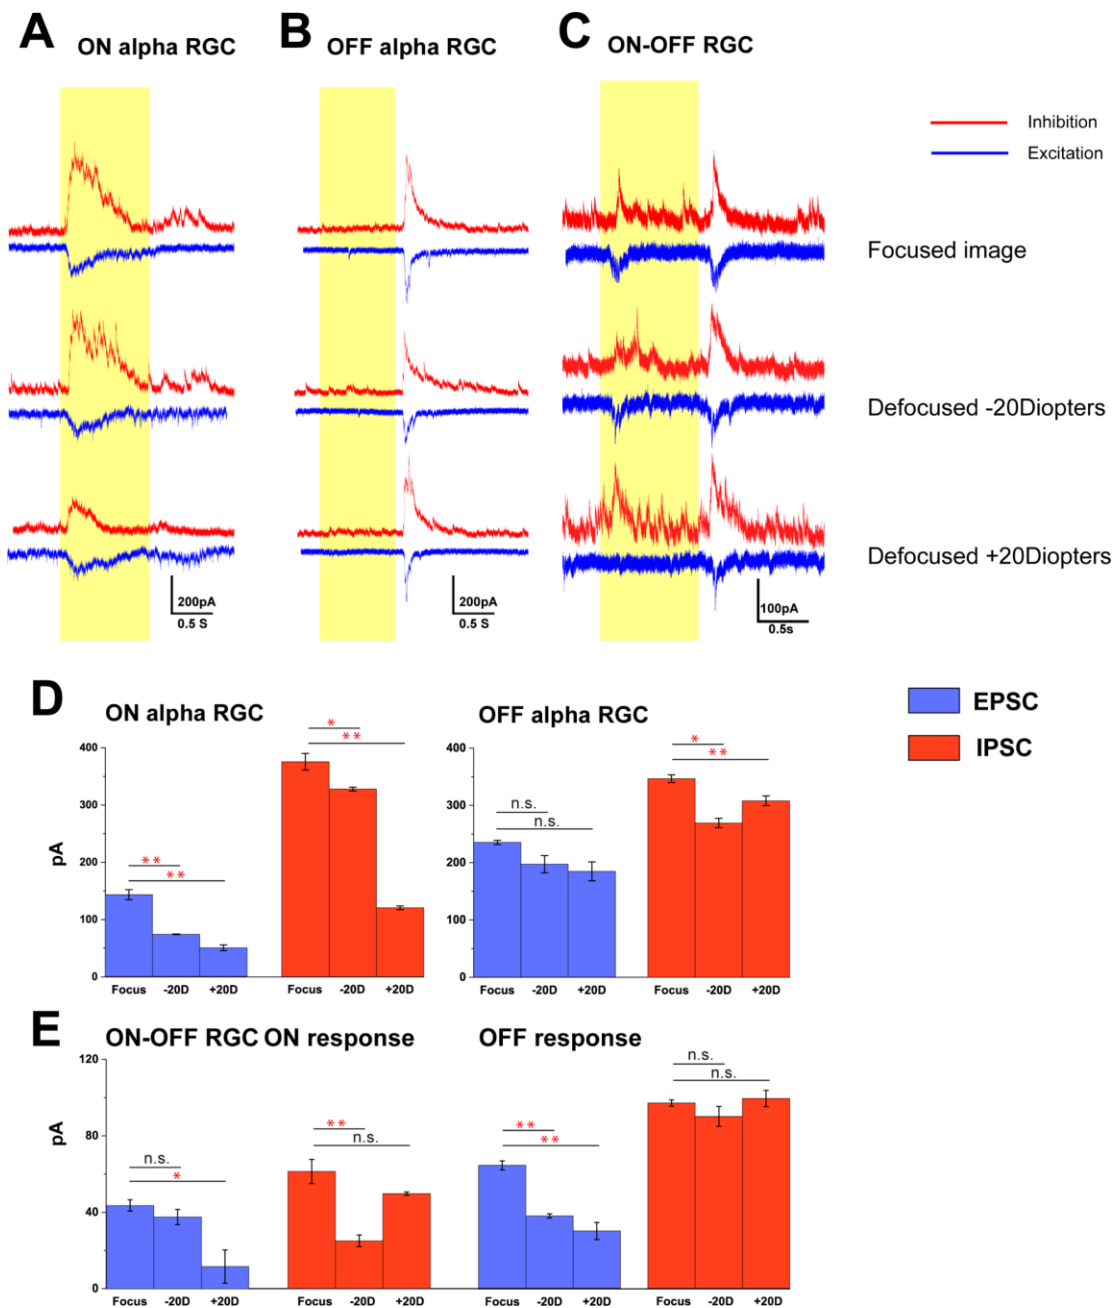 A ON alpha RGC
B OFF alpha RGC
C ON-OFF RGC
Inhibition
Excitation
Focused image
Defocused -20Diopters
Defocused +20Diopters
200pA
0.5 S
200pA
0.5 S
100pA
0.5s
D ON alpha RGC
OFF alpha RGC
EPSC
IPSC
pA
400
300
200
100
0
**
**
*
**
Focus -20D +20D
Focus -20D +20D
400
300
200
100
0
n.s.
n.s.
*
**
Focus -20D +20D
Focus -20D +20D
E ON-OFF RGC ON response
OFF response
pA
120
80
40
0
n.s.
*
**
n.s.
**
**
n.s.
n.s.
Focus -20D +20D
Focus -20D +20D
Focus -20D +20D
Focus -20D +20D